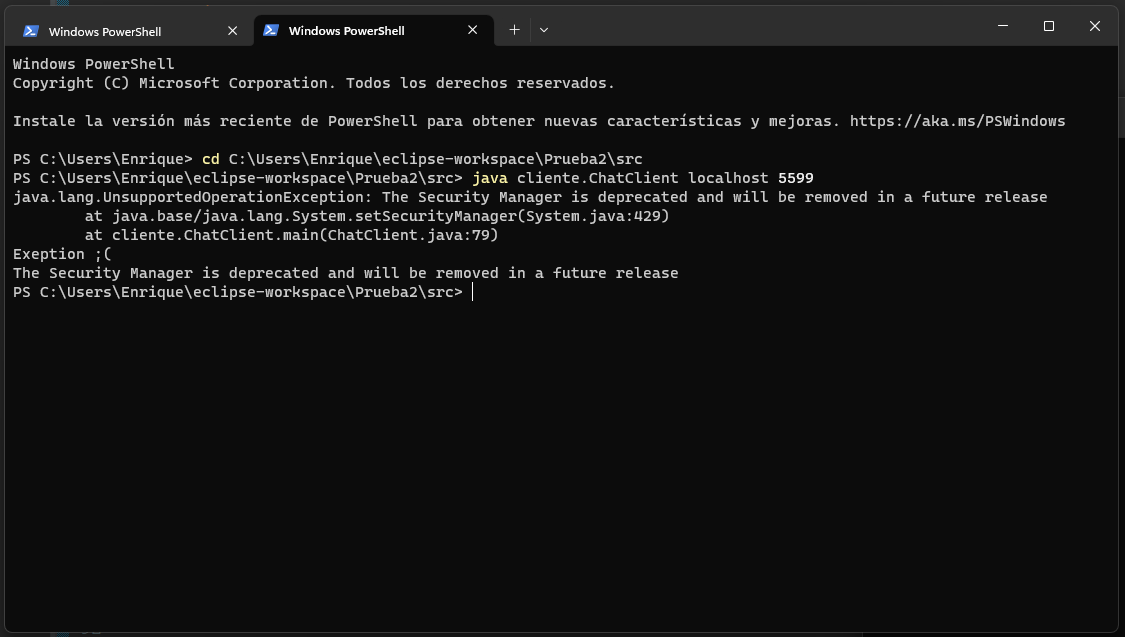 Windows PowerShell
Windows PowerShell
Windows PowerShell
Copyright (C) Microsoft Corporation. Todos los derechos reservados.
Instale la versión más reciente de PowerShell para obtener nuevas características y mejoras. https://aka.ms/PSWindows
PS C:\Users\Enrique> cd C:\Users\Enrique\eclipse-workspace\Prueba2\src
PS C:\Users\Enrique\eclipse-workspace\Prueba2\src> java cliente.ChatClient localhost 5599
java.lang.UnsupportedOperationException: The Security Manager is deprecated and will be removed in a future release
        at java.base/java.lang.System.setSecurityManager(System.java:429)
        at cliente.ChatClient.main(ChatClient.java:79)
Exeption ;(
The Security Manager is deprecated and will be removed in a future release
PS C:\Users\Enrique\eclipse-workspace\Prueba2\src>